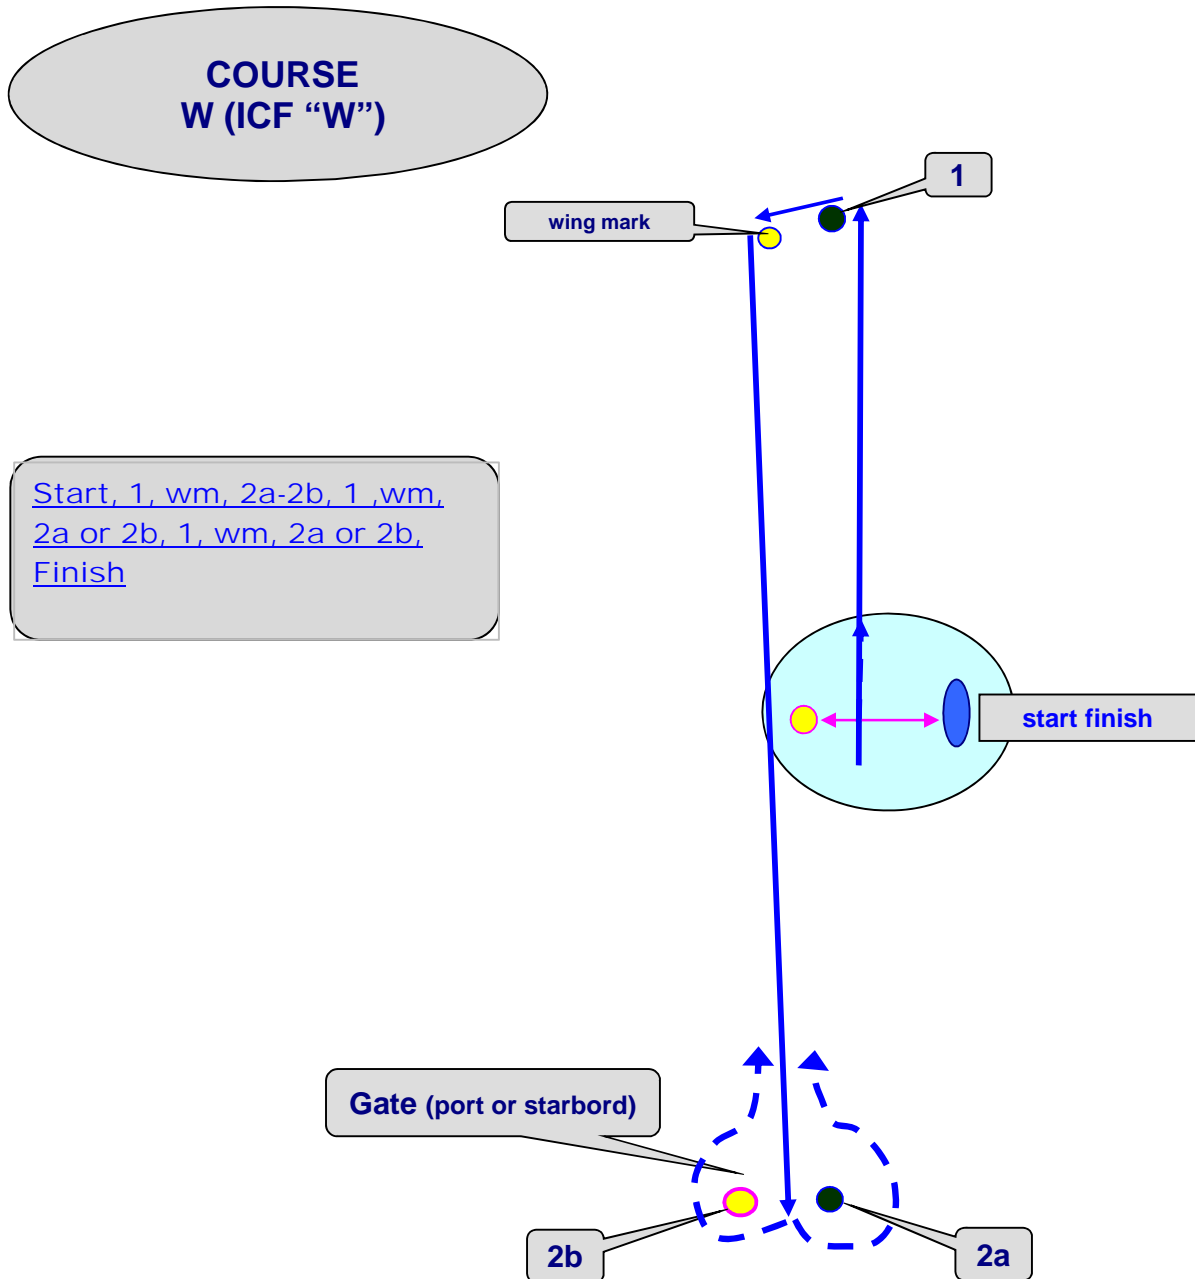 COURSE
W (ICF “W”)
1
wing mark
Start, 1, wm, 2a-2b, 1 ,wm,
2a or 2b, 1, wm, 2a or 2b,
Finish
start finish
Gate (port or starbord)
2b
2a